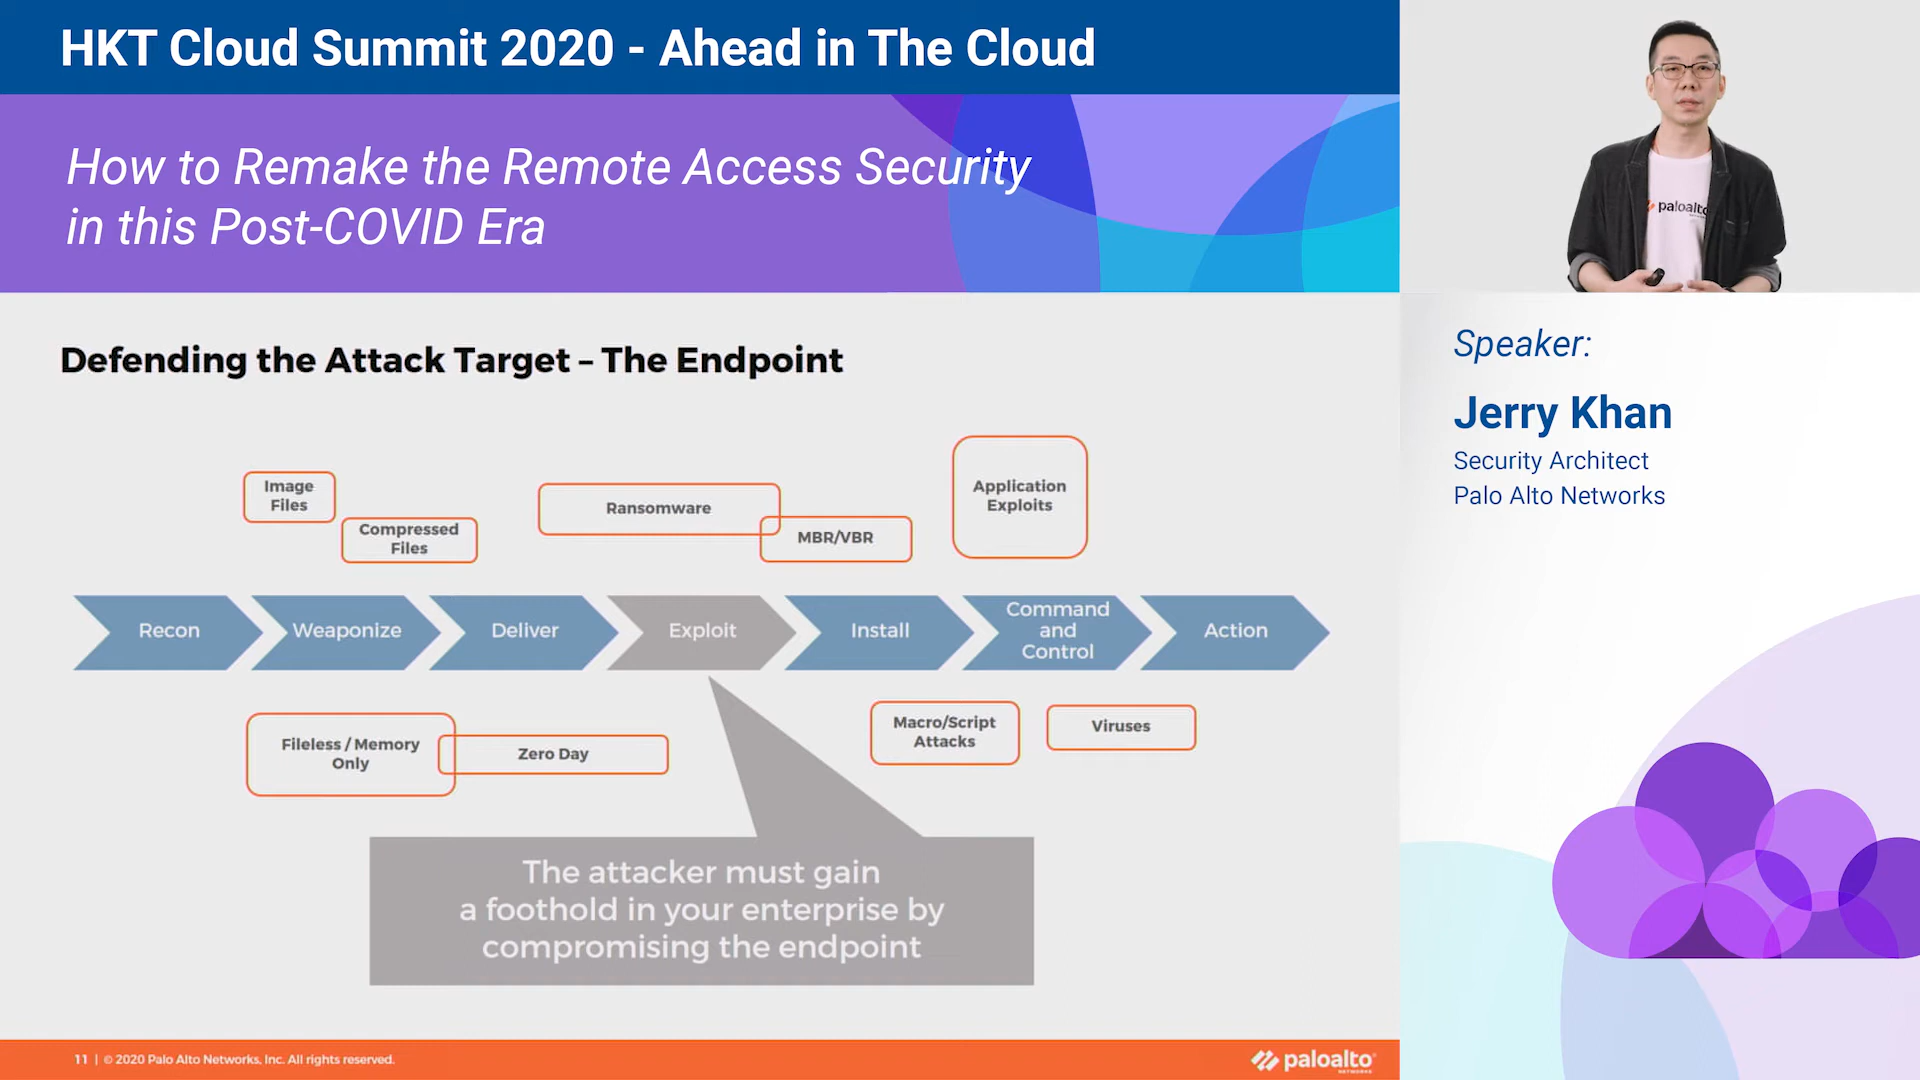 HKT Cloud Summit 2020 - Ahead in The Cloud
How to Remake the Remote Access Security
in this Post-COVID Era
paloalto
Speaker:
Jerry Khan
Security Architect
Palo Alto Networks
Defending the Attack Target – The Endpoint
Image
Files
Compressed
Files
Ransomware
MBR/VBR
Application
Exploits
Recon
Weaponize
Deliver
Exploit
Install
Command
and
Control
Action
Fileless / Memory
Only
Zero Day
Macro/Script
Attacks
Viruses
The attacker must gain
a foothold in your enterprise by
compromising the endpoint
11 | © 2020 Palo Alto Networks, Inc. All rights reserved.
paloalto
NETWORKS